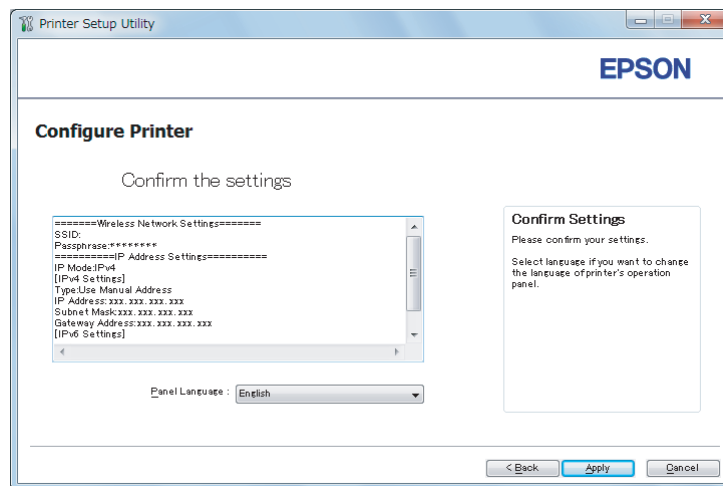 Printer Setup Utility
EPSON
Configure Printer
Confirm the settings
=======Wireless Network Settings=======
SSID:
Passphrase:********
==========IP Address Settings==========
IP Mode:IPv4
[IPv4 Settings]
Type:Use Manual Address
IP Address:xxx.xxx.xxx.xxx
Subnet Mask:xxx.xxx.xxx.xxx
Gateway Address:xxx.xxx.xxx.xxx
[IPv6 Settings]
Panel Language :
English
Confirm Settings
Please confirm your settings.
Select language if you want to change
the language of printer's operation
panel.
< Back
Apply
Cancel